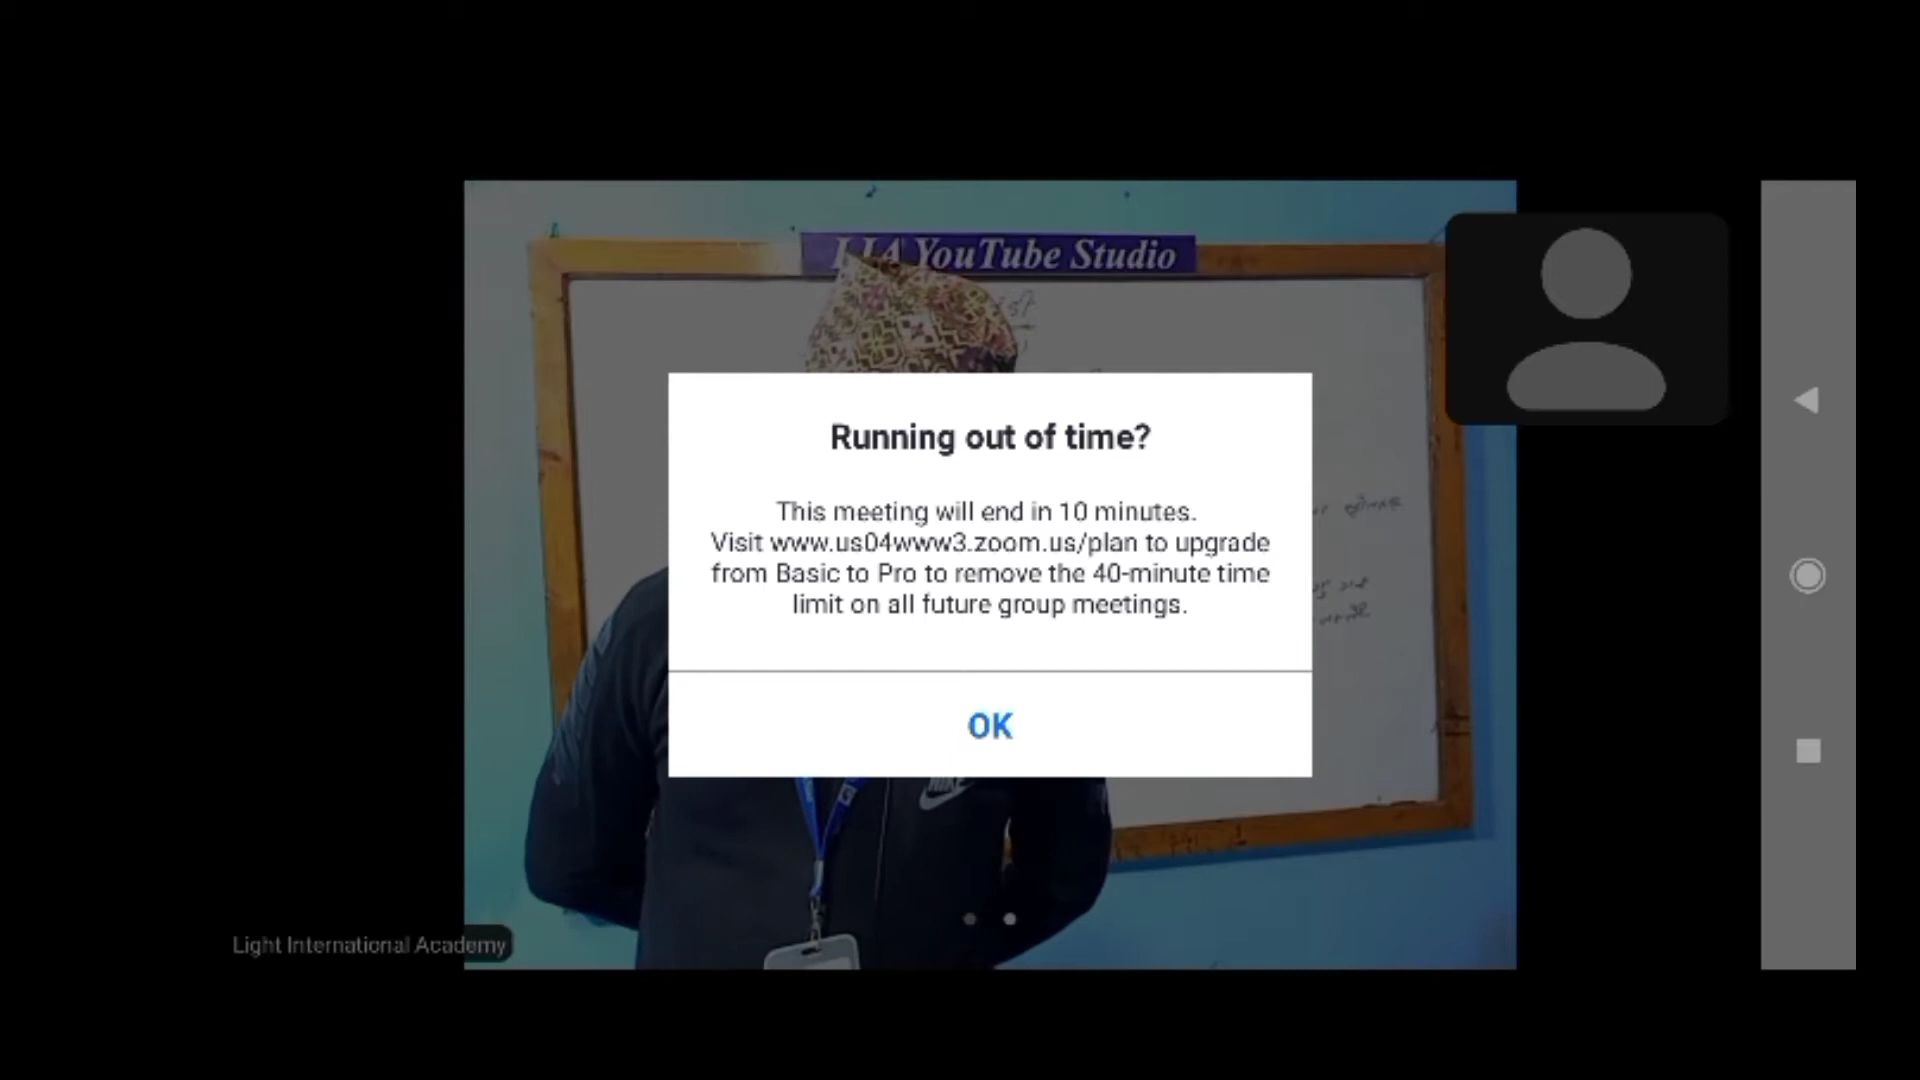 LIA YouTube Studio
Running out of time?
This meeting will end in 10 minutes.
Visit www.us04www3.zoom.us/plan to upgrade
from Basic to Pro to remove the 40-minute time
limit on all future group meetings.
OK
NIKE
Light International Academy